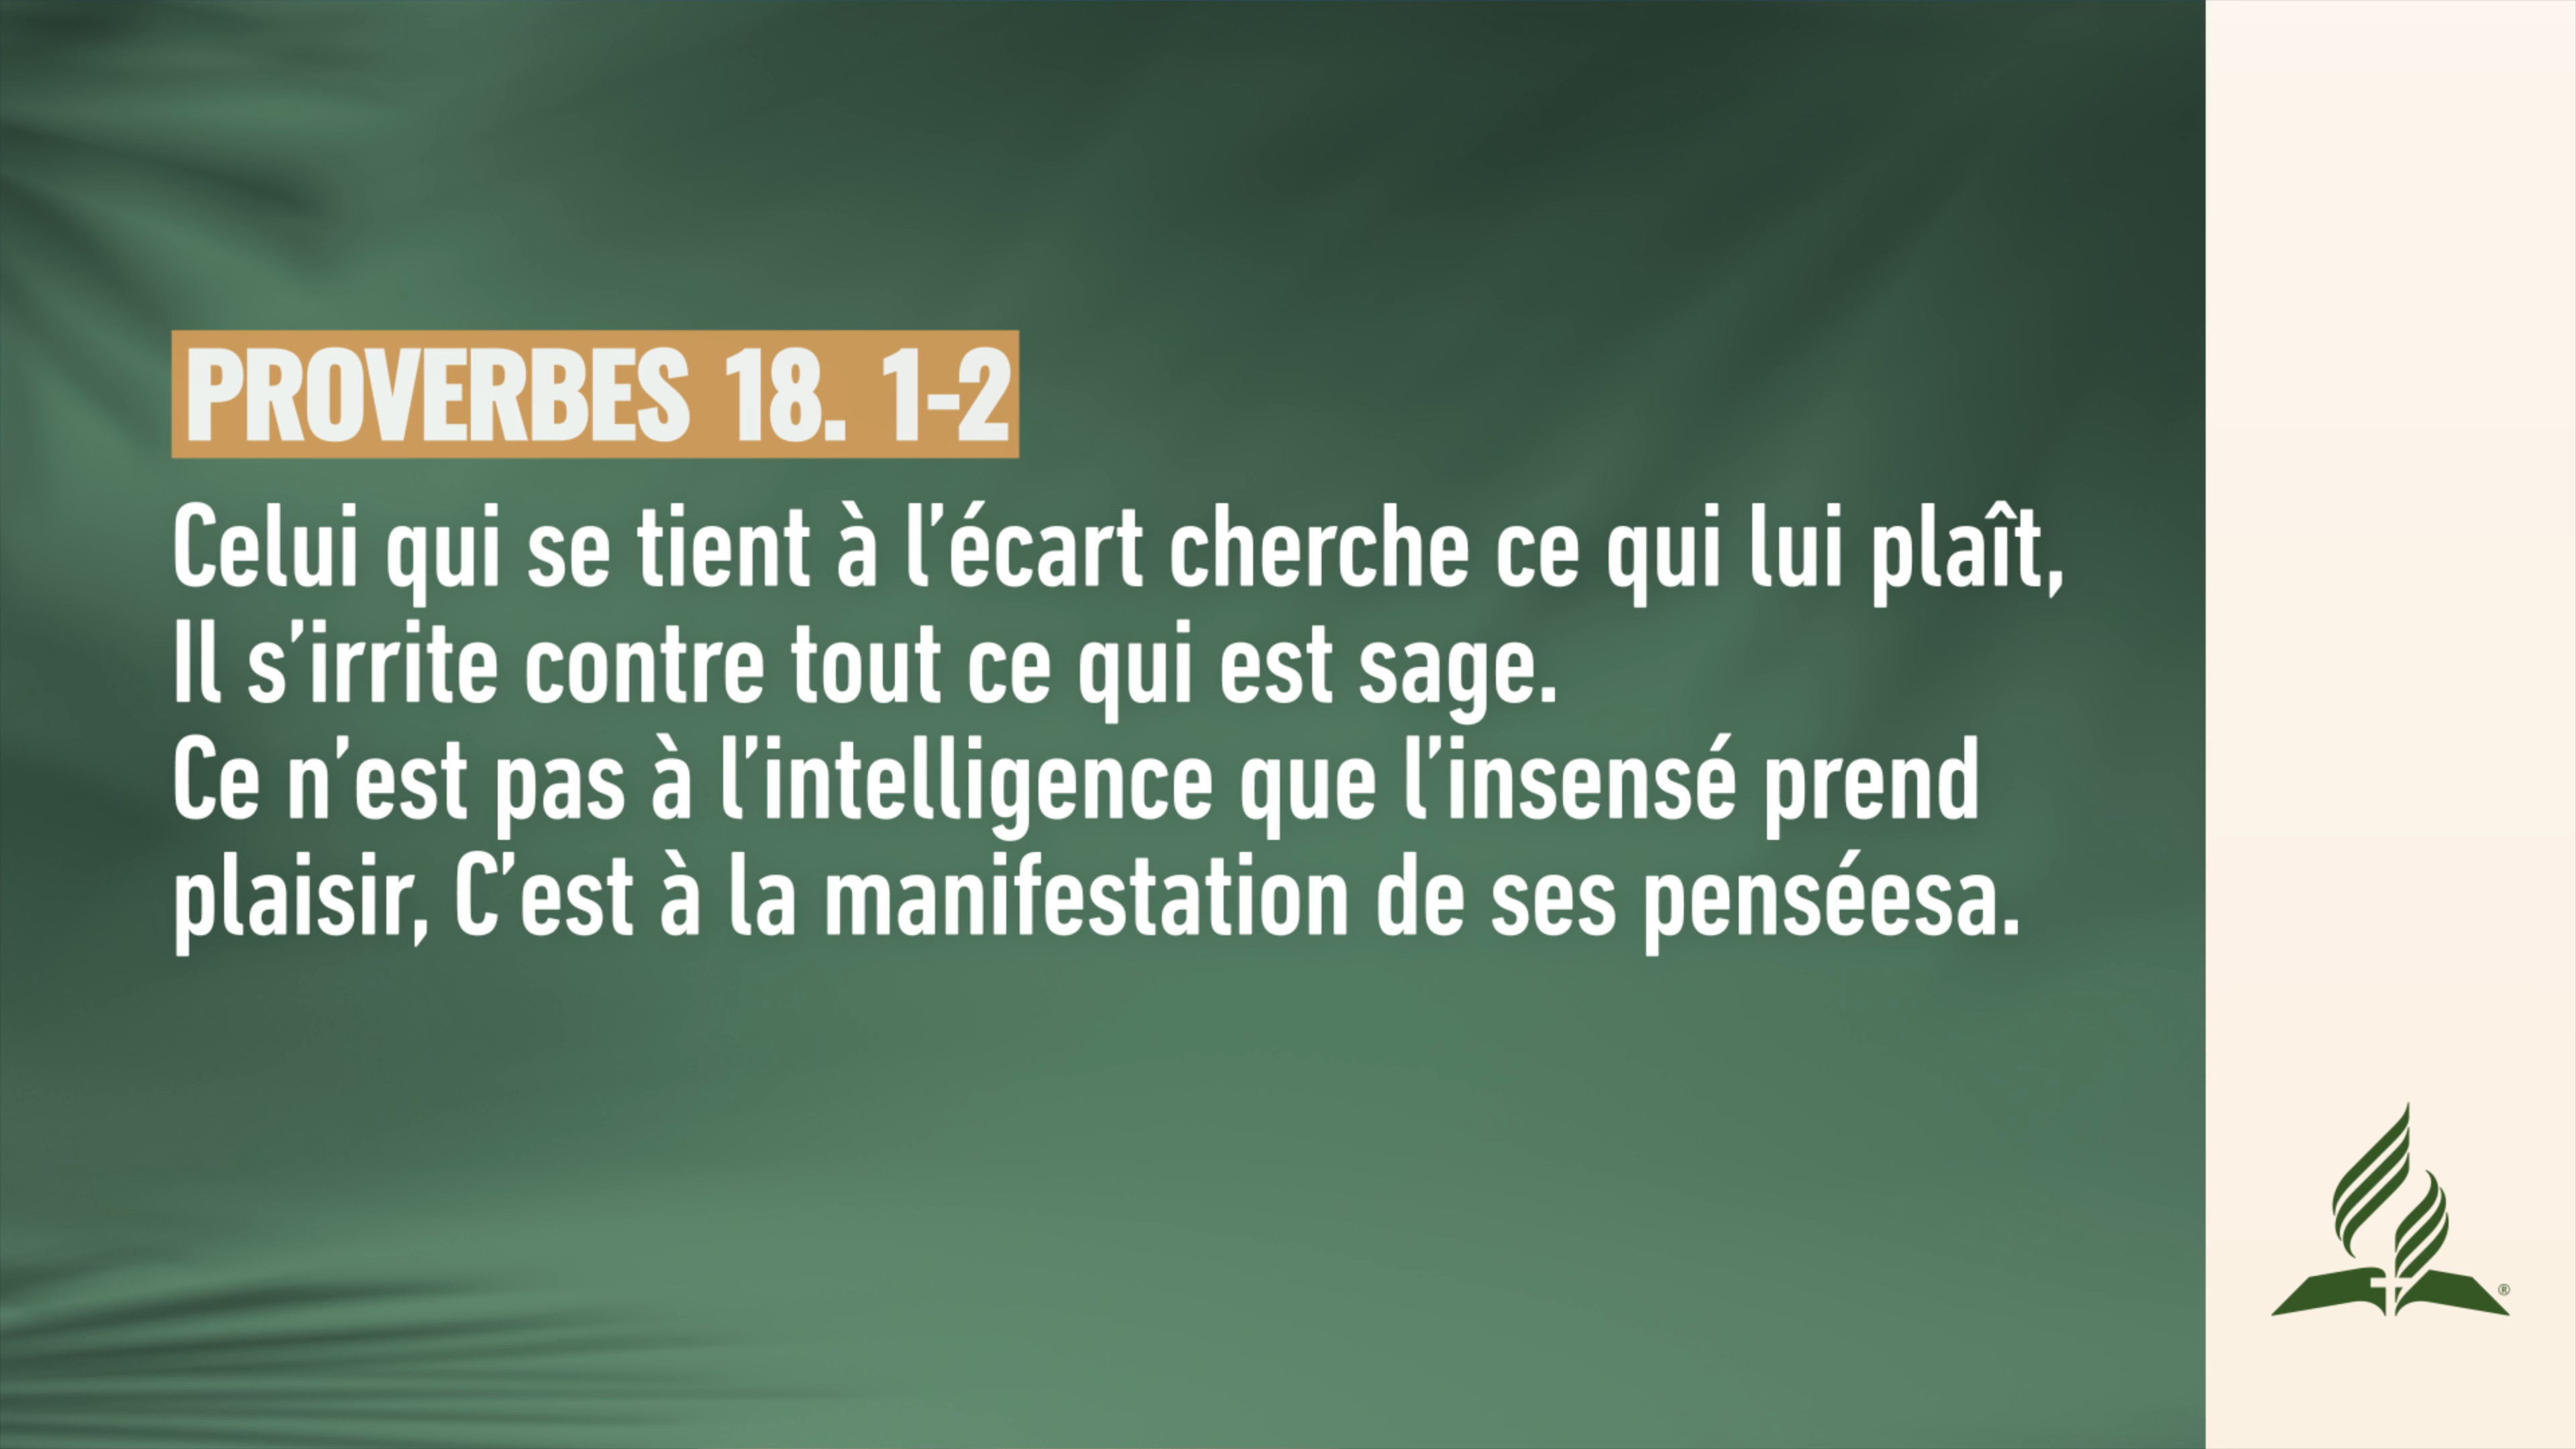 PROVERBES 18. 1-2
Celui qui se tient à l’écart cherche ce qui lui plaît,
Il s’irrite contre tout ce qui est sage.
Ce n’est pas à l’intelligence que l’insensé prend
plaisir, C’est à la manifestation de ses penséesa.
®